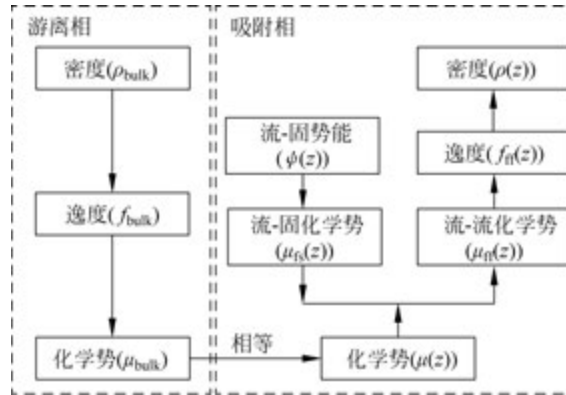 游离相
密度(ρbulk)
逸度(fbulk)
化学势(μbulk)
吸附相
流-固势能
(ψ(z))
流-固化学势
(μfs(z))
相等
化学势(μ(z))
密度(ρ(z))
逸度(fff(z))
流-流化学势
(μff(z))